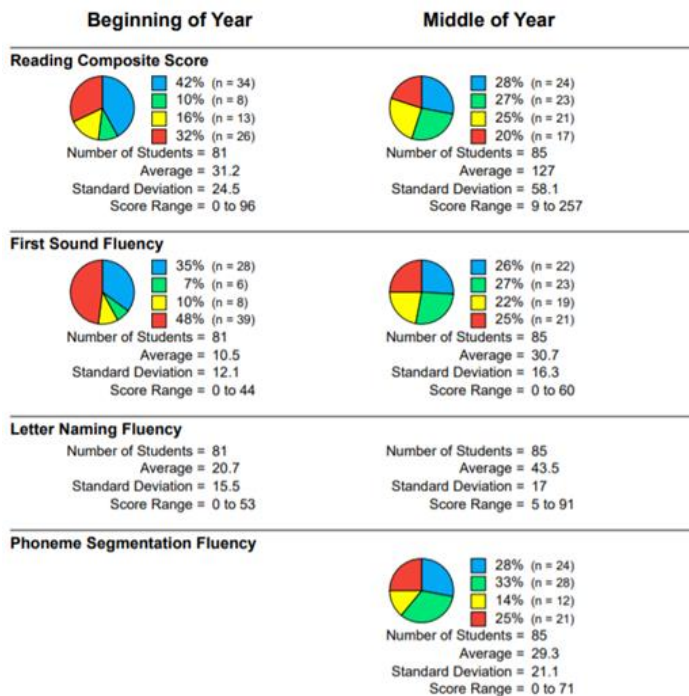 Beginning of Year Middle of Year
Reading Composite Score
42% (n = 34) 28% (n = 24)
10% (n = 8) 27% (n = 23)
16% (n = 13) 25% (n = 21)
32% (n = 26) 20% (n = 17)
Number of Students = 81 Number of Students = 85
Average = 31.2 Average = 127
Standard Deviation = 24.5 Standard Deviation = 58.1
Score Range = 0 to 96 Score Range = 9 to 257
First Sound Fluency
35% (n = 28) 26% (n = 22)
7% (n = 6) 27% (n = 23)
10% (n = 8) 22% (n = 19)
48% (n = 39) 25% (n = 21)
Number of Students = 81 Number of Students = 85
Average = 10.5 Average = 30.7
Standard Deviation = 12.1 Standard Deviation = 16.3
Score Range = 0 to 44 Score Range = 0 to 60
Letter Naming Fluency
Number of Students = 81 Number of Students = 85
Average = 20.7 Average = 43.5
Standard Deviation = 15.5 Standard Deviation = 17
Score Range = 0 to 53 Score Range = 5 to 91
Phoneme Segmentation Fluency
28% (n = 24)
33% (n = 28)
14% (n = 12)
25% (n = 21)
Number of Students = 85
Average = 29.3
Standard Deviation = 21.1
Score Range = 0 to 71